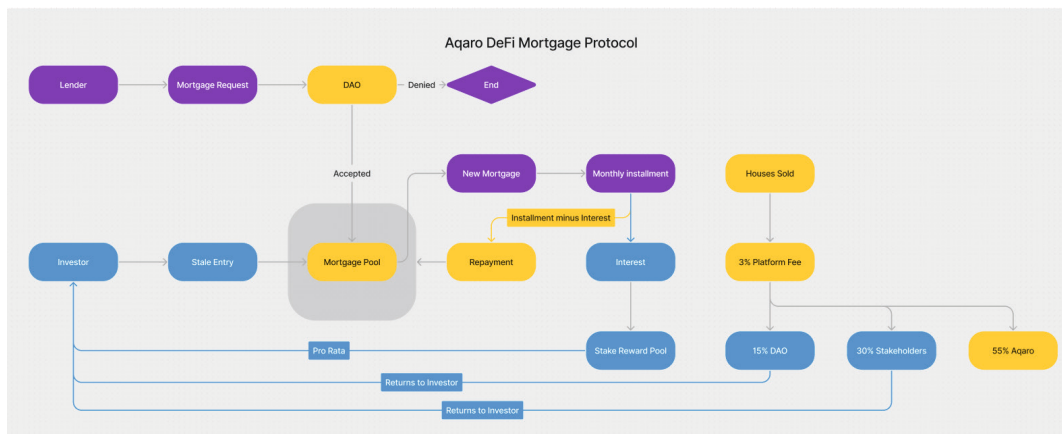 Aqaro DeFi Mortgage Protocol
Lender
Mortgage Request
DAO
Denied
End
Accepted
New Mortgage
Monthly installment
Houses Sold
Installment minus Interest
Investor
Stale Entry
Mortgage Pool
Repayment
Interest
3% Platform Fee
Pro Rata
Stake Reward Pool
15% DAO
30% Stakeholders
55% Aqaro
Returns to Investor
Returns to Investor